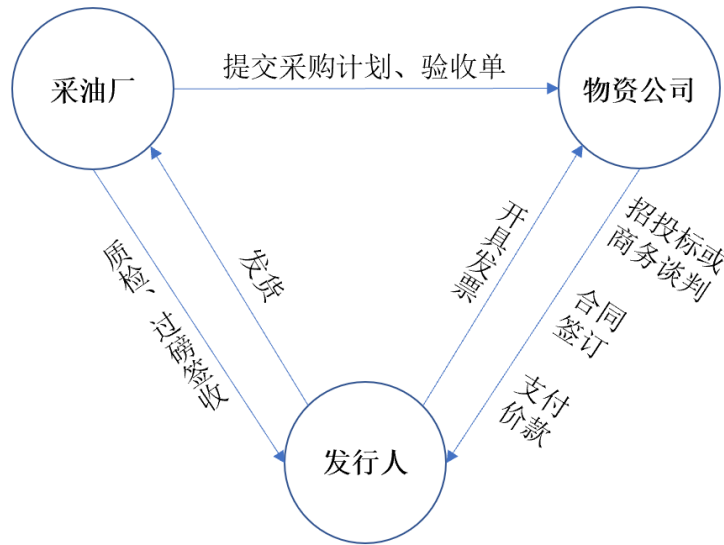 提交采购计划、验收单
采油厂
物资公司
质检、过磅签收
发货
开具发票
招投标或
商务谈判
合同
签订
支付
价款
发行人